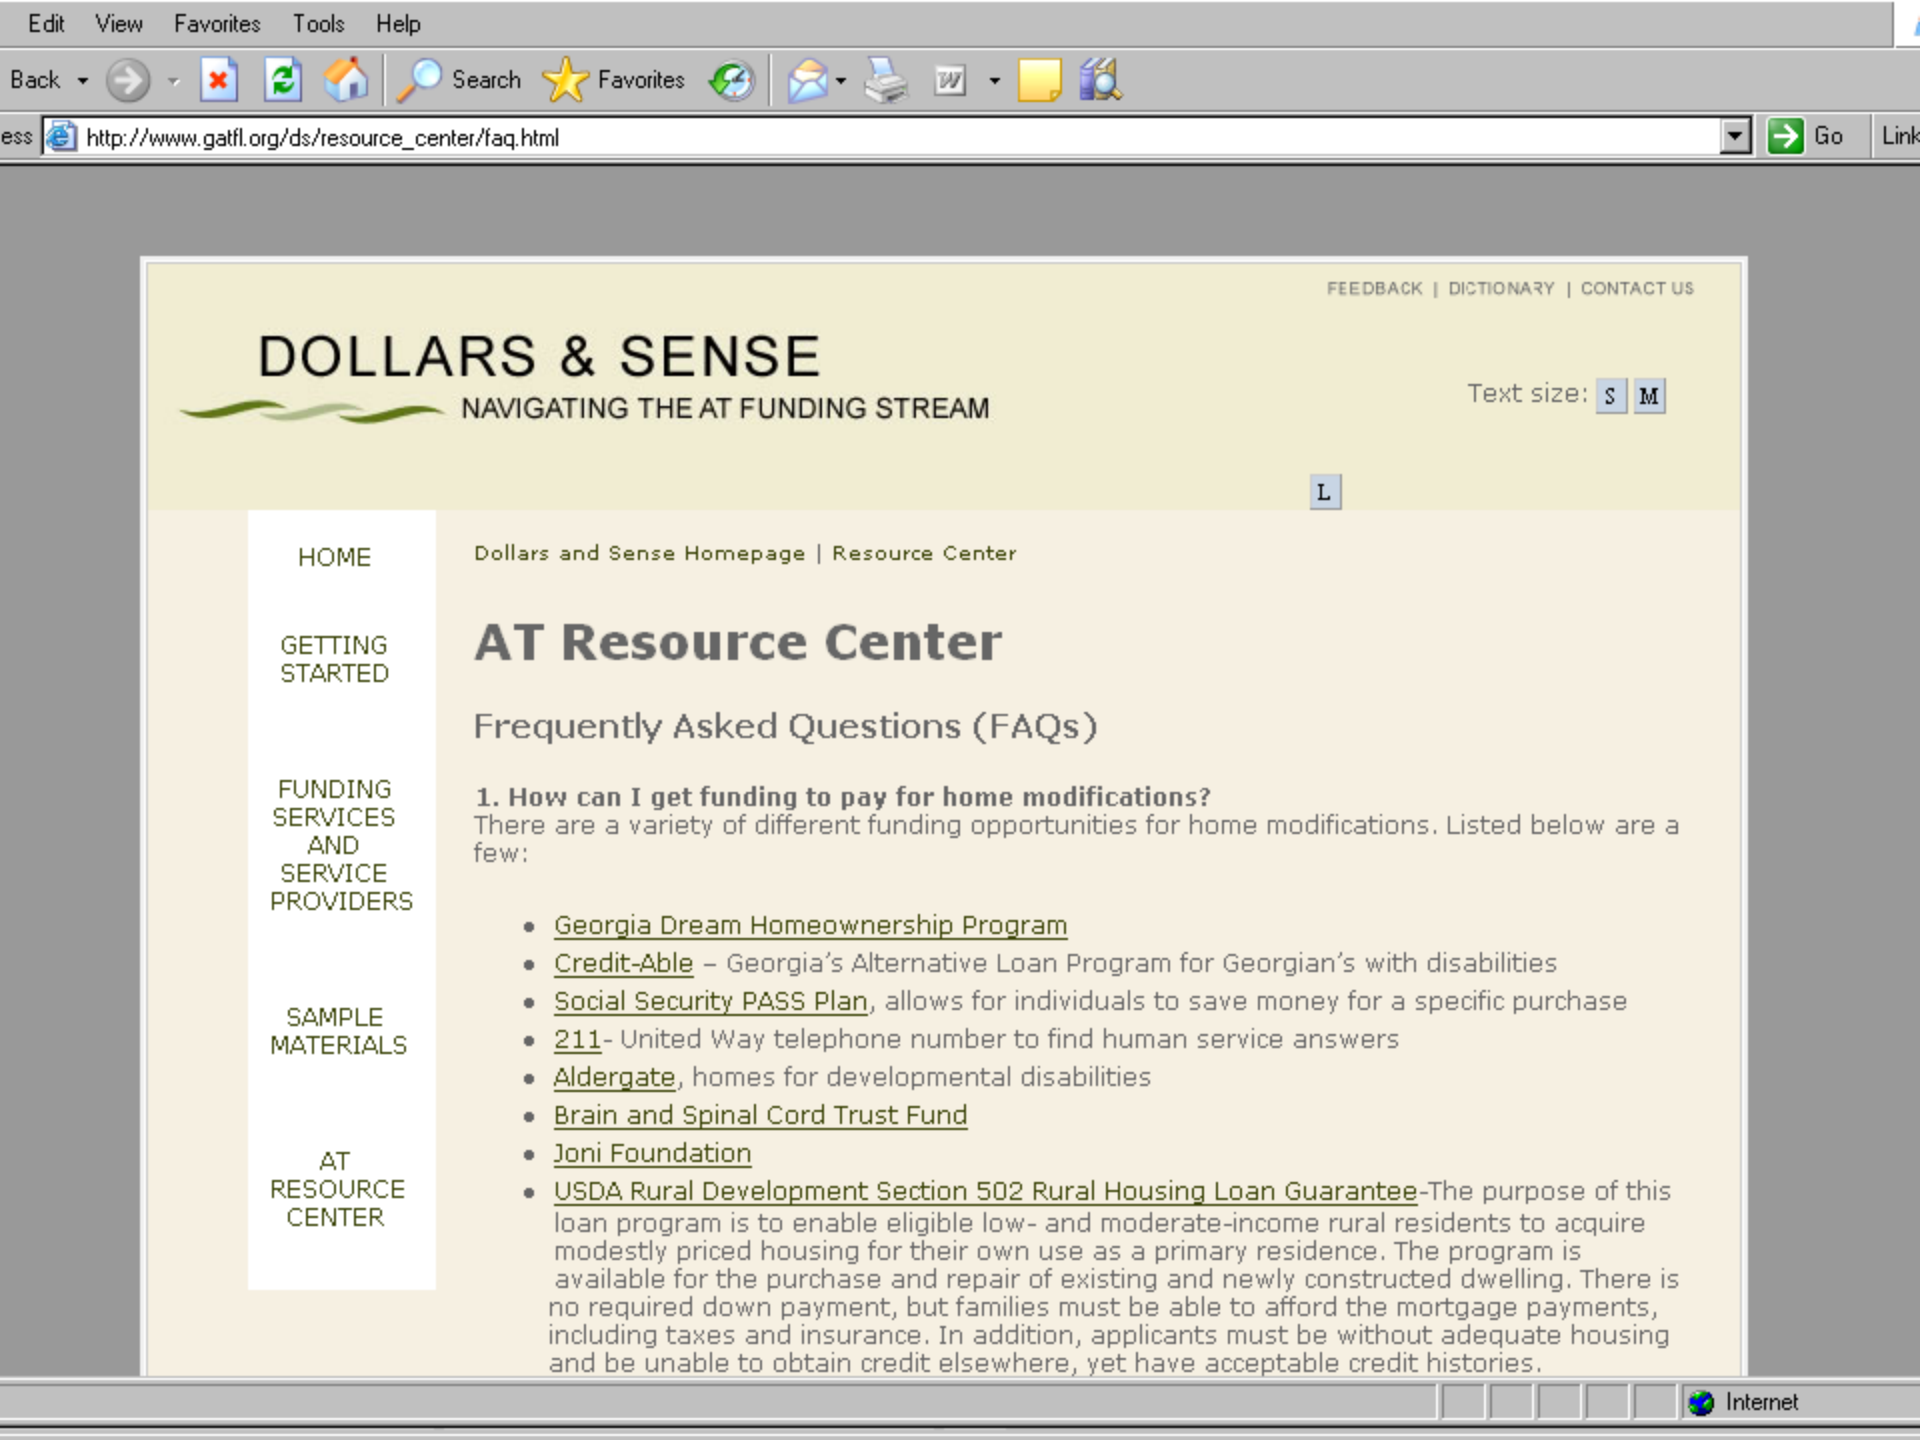 Edit View Favorites Tools Help
Back Search Favorites
ess http://www.gatfl.org/ds/resource_center/faq.html Go Link
FEEDBACK | DICTIONARY | CONTACT US
DOLLARS & SENSE
NAVIGATING THE AT FUNDING STREAM
Text size: S M
L
HOME
GETTING
STARTED
FUNDING
SERVICES
AND
SERVICE
PROVIDERS
SAMPLE
MATERIALS
AT
RESOURCE
CENTER
Dollars and Sense Homepage | Resource Center
AT Resource Center
Frequently Asked Questions (FAQs)
1. How can I get funding to pay for home modifications?
There are a variety of different funding opportunities for home modifications. Listed below are a
few:
• Georgia Dream Homeownership Program
• Credit-Able – Georgia’s Alternative Loan Program for Georgian’s with disabilities
• Social Security PASS Plan, allows for individuals to save money for a specific purchase
• 211- United Way telephone number to find human service answers
• Aldergate, homes for developmental disabilities
• Brain and Spinal Cord Trust Fund
• Joni Foundation
• USDA Rural Development Section 502 Rural Housing Loan Guarantee-The purpose of this
loan program is to enable eligible low- and moderate-income rural residents to acquire
modestly priced housing for their own use as a primary residence. The program is
available for the purchase and repair of existing and newly constructed dwelling. There is
no required down payment, but families must be able to afford the mortgage payments,
including taxes and insurance. In addition, applicants must be without adequate housing
and be unable to obtain credit elsewhere, yet have acceptable credit histories.
Internet